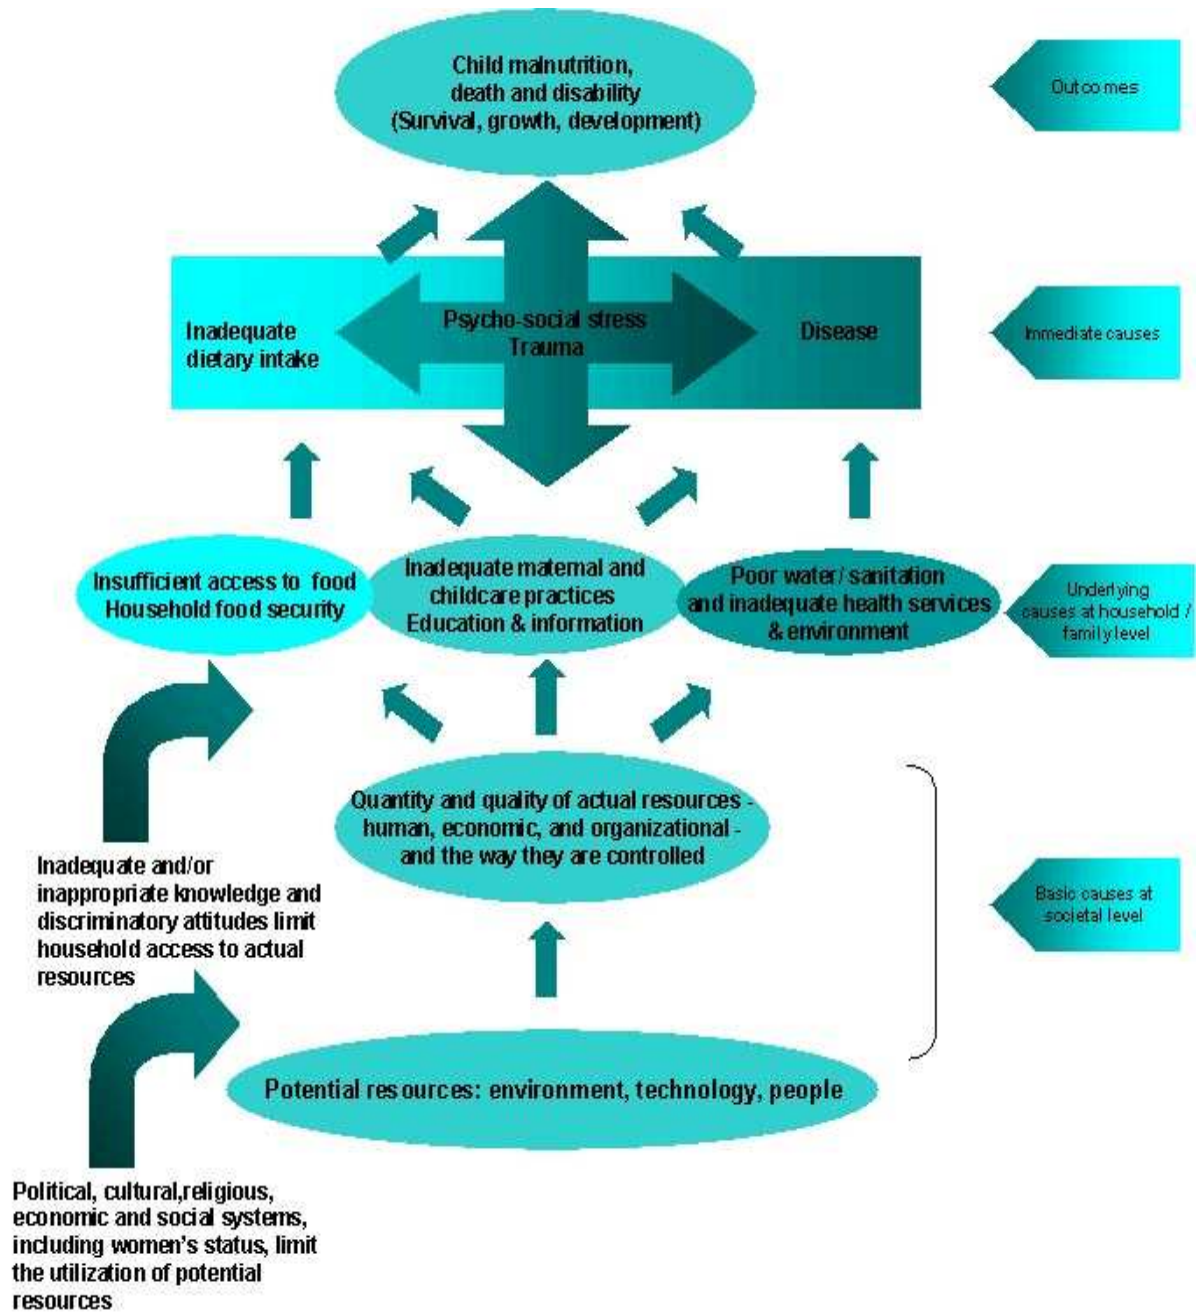 Child malnutrition,
death and disability
(Survival, growth, development)
Outcomes
Inadequate
dietary intake
Psycho-social stress
Trauma
Disease
Immediate causes
Insufficient access to food
Household food security
Inadequate maternal and
childcare practices
Education & information
Poor water/ sanitation
and inadequate health services
& environment
Underlying
causes at household /
family level
Quantity and quality of actual resources -
human, economic, and organizational -
and the way they are controlled
Inadequate and/or
inappropriate knowledge and
discriminatory attitudes limit
household access to actual
resources
Basic causes at
societal level
Potential resources: environment, technology, people
Political, cultural,religious,
economic and social systems,
including women's status, limit
the utilization of potential
resources